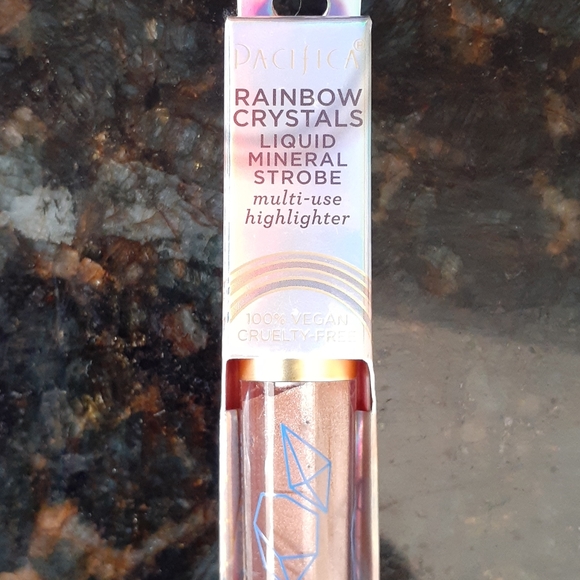 PACIFICA®
RAINBOW
CRYSTALS
LIQUID
MINERAL
STROBE
multi-use
highlighter
100% VEGAN
CRUELTY-FREE